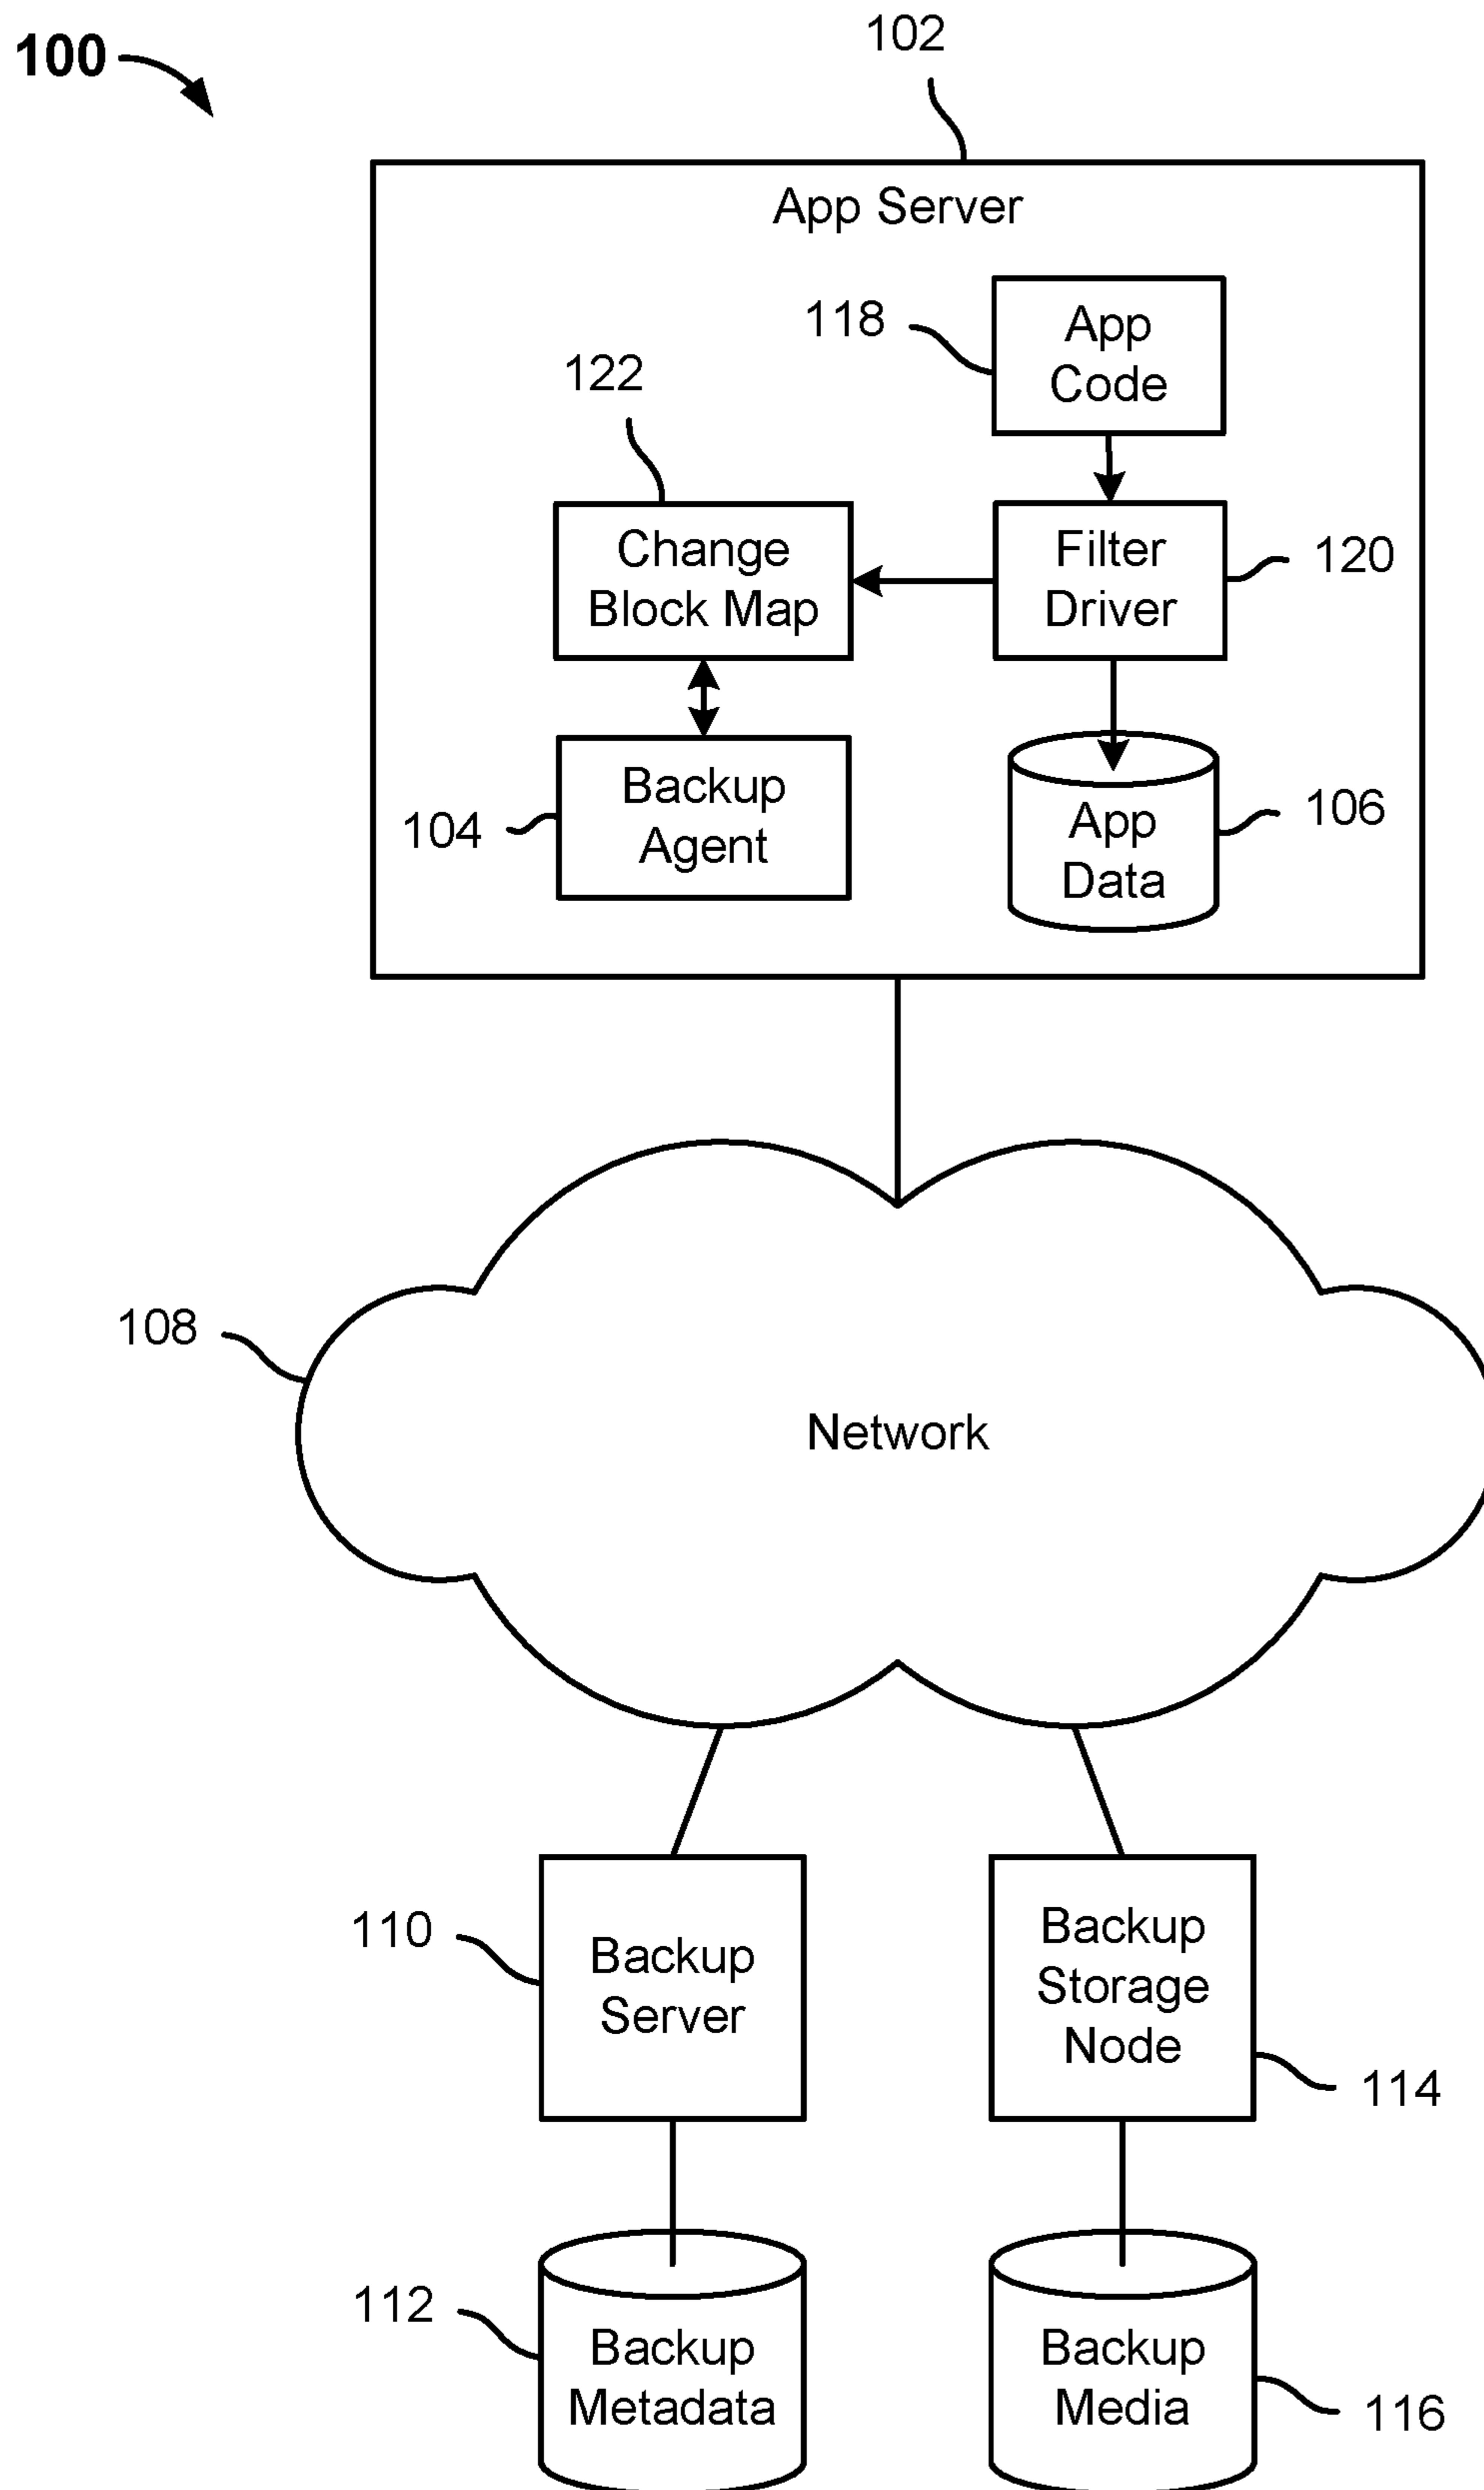 100
102
App Server
118
App
Code
122
Change
Block Map
Filter
Driver
120
104
Backup
Agent
App
Data
106
108
Network
110
Backup
Server
Backup
Storage
Node
114
112
Backup
Metadata
Backup
Media
116